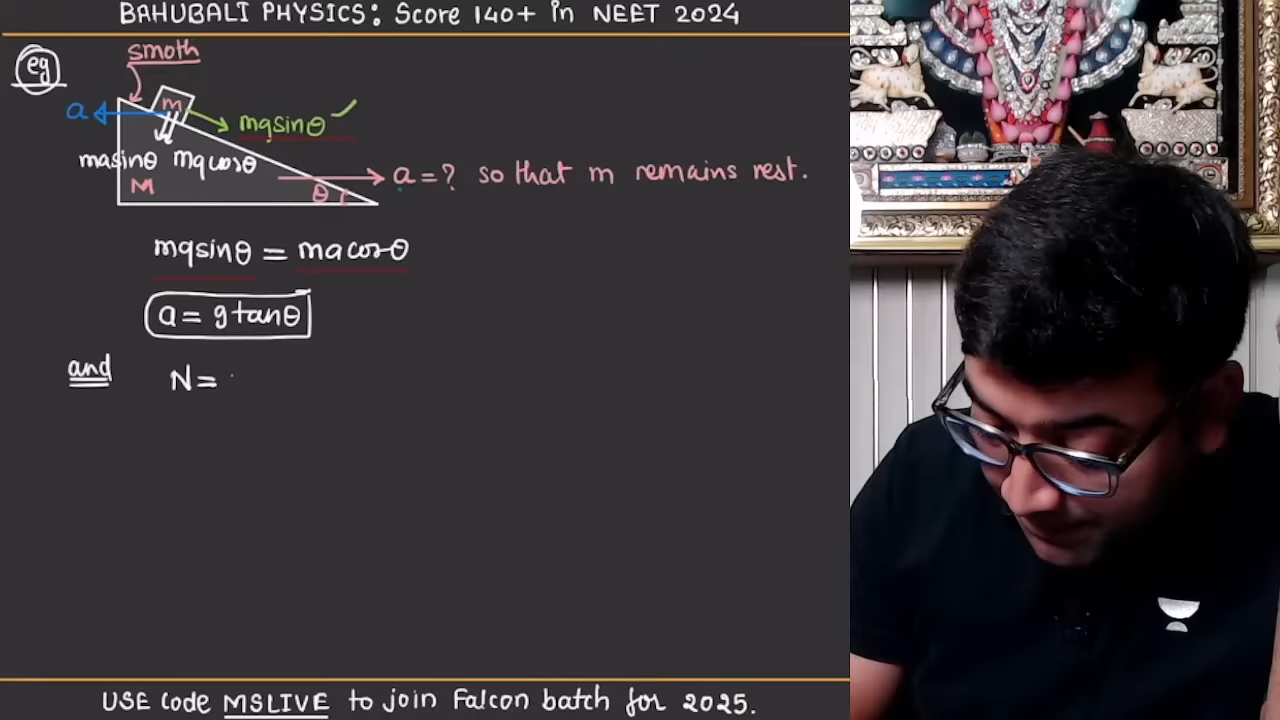 BAHUBALI PHYSICS: Score 140+ in NEET 2024
eg
smoth
a
m
mgsinθ
masinθ mgcosθ
M
θ
a = ? so that m remains rest.
mgsinθ = macosθ
a = gtanθ
and N =
USE Code MSLIVE to join Falcon batch for 2025.